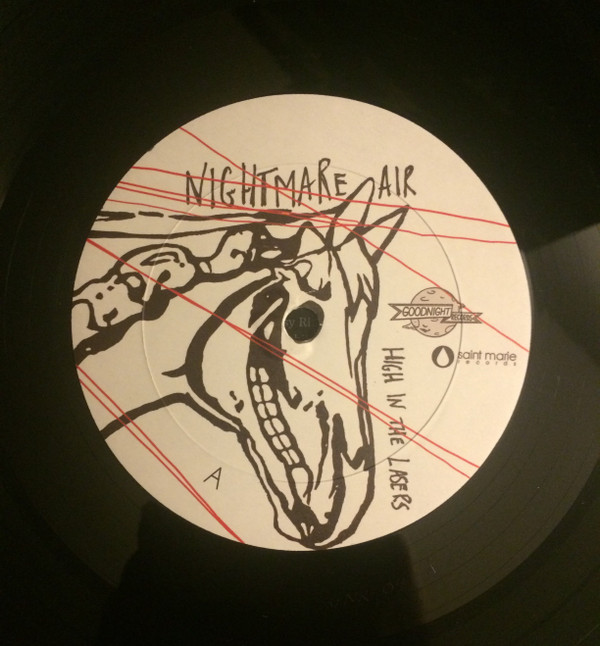 NIGHTMARE AIR
GOODNIGHT
RECORDS
saint marie
records
HIGH IN THE LASERS
A